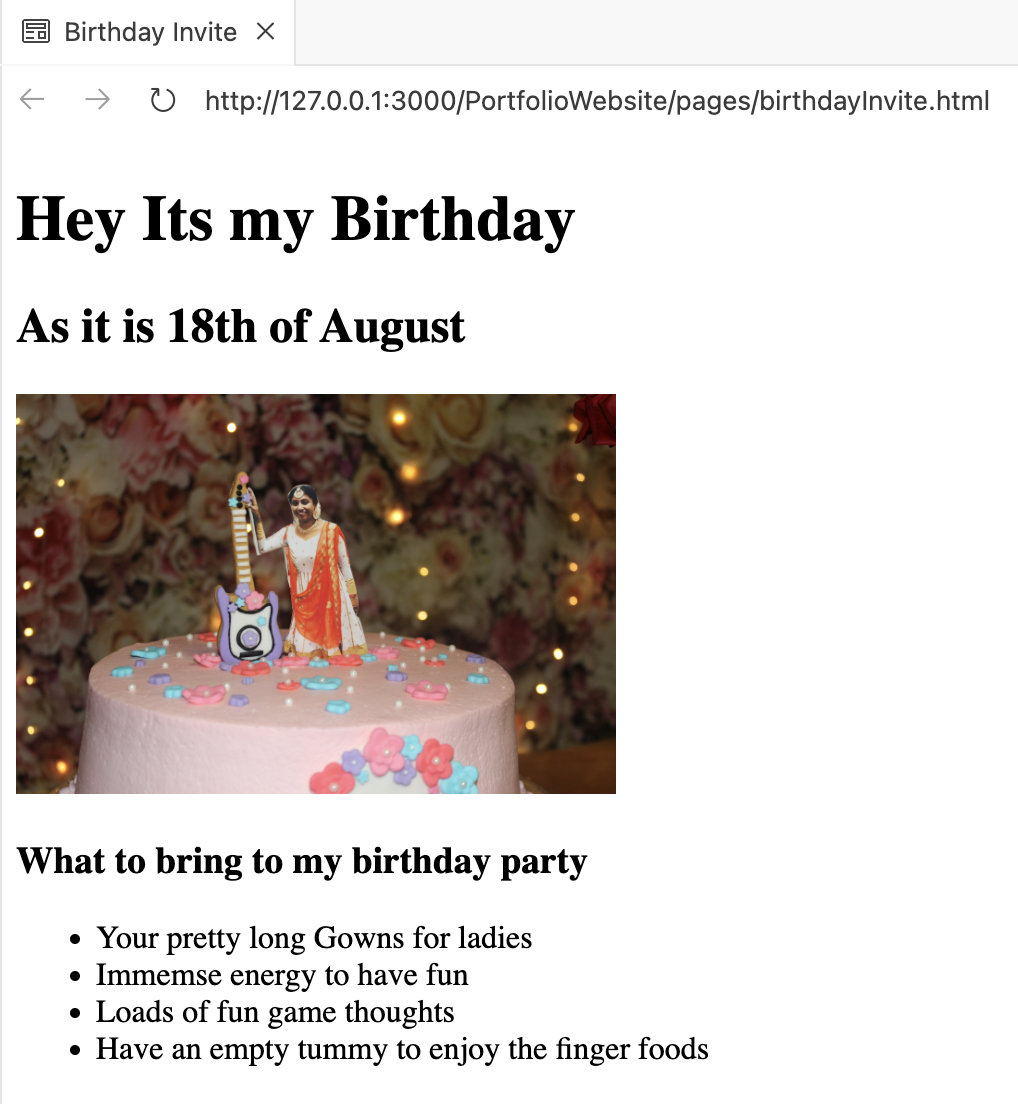 Birthday Invite
http://127.0.0.1:3000/PortfolioWebsite/pages/birthdayInvite.html
Hey Its my Birthday
As it is 18th of August
What to bring to my birthday party
Your pretty long Gowns for ladies
Immemse energy to have fun
Loads of fun game thoughts
Have an empty tummy to enjoy the finger foods